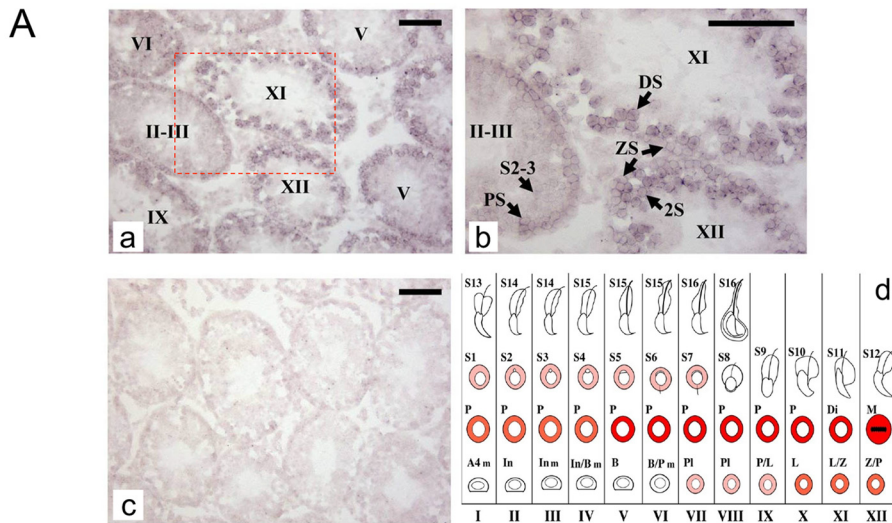 A
VI
V
XI
II-III
XII
V
IX
a
XI
DS
II-III
ZS
S2-3
PS
2S
XII
b
c
d
S13 S14 S14 S15 S15 S15 S16 S16
S1 S2 S3 S4 S5 S6 S7 S8 S9 S10 S11 S12
P P P P P P P P P P Di M
A4 m In In m In/B m B B/P m Pl Pl P/L L L/Z Z/P
I II III IV V VI VII VIII IX X XI XII